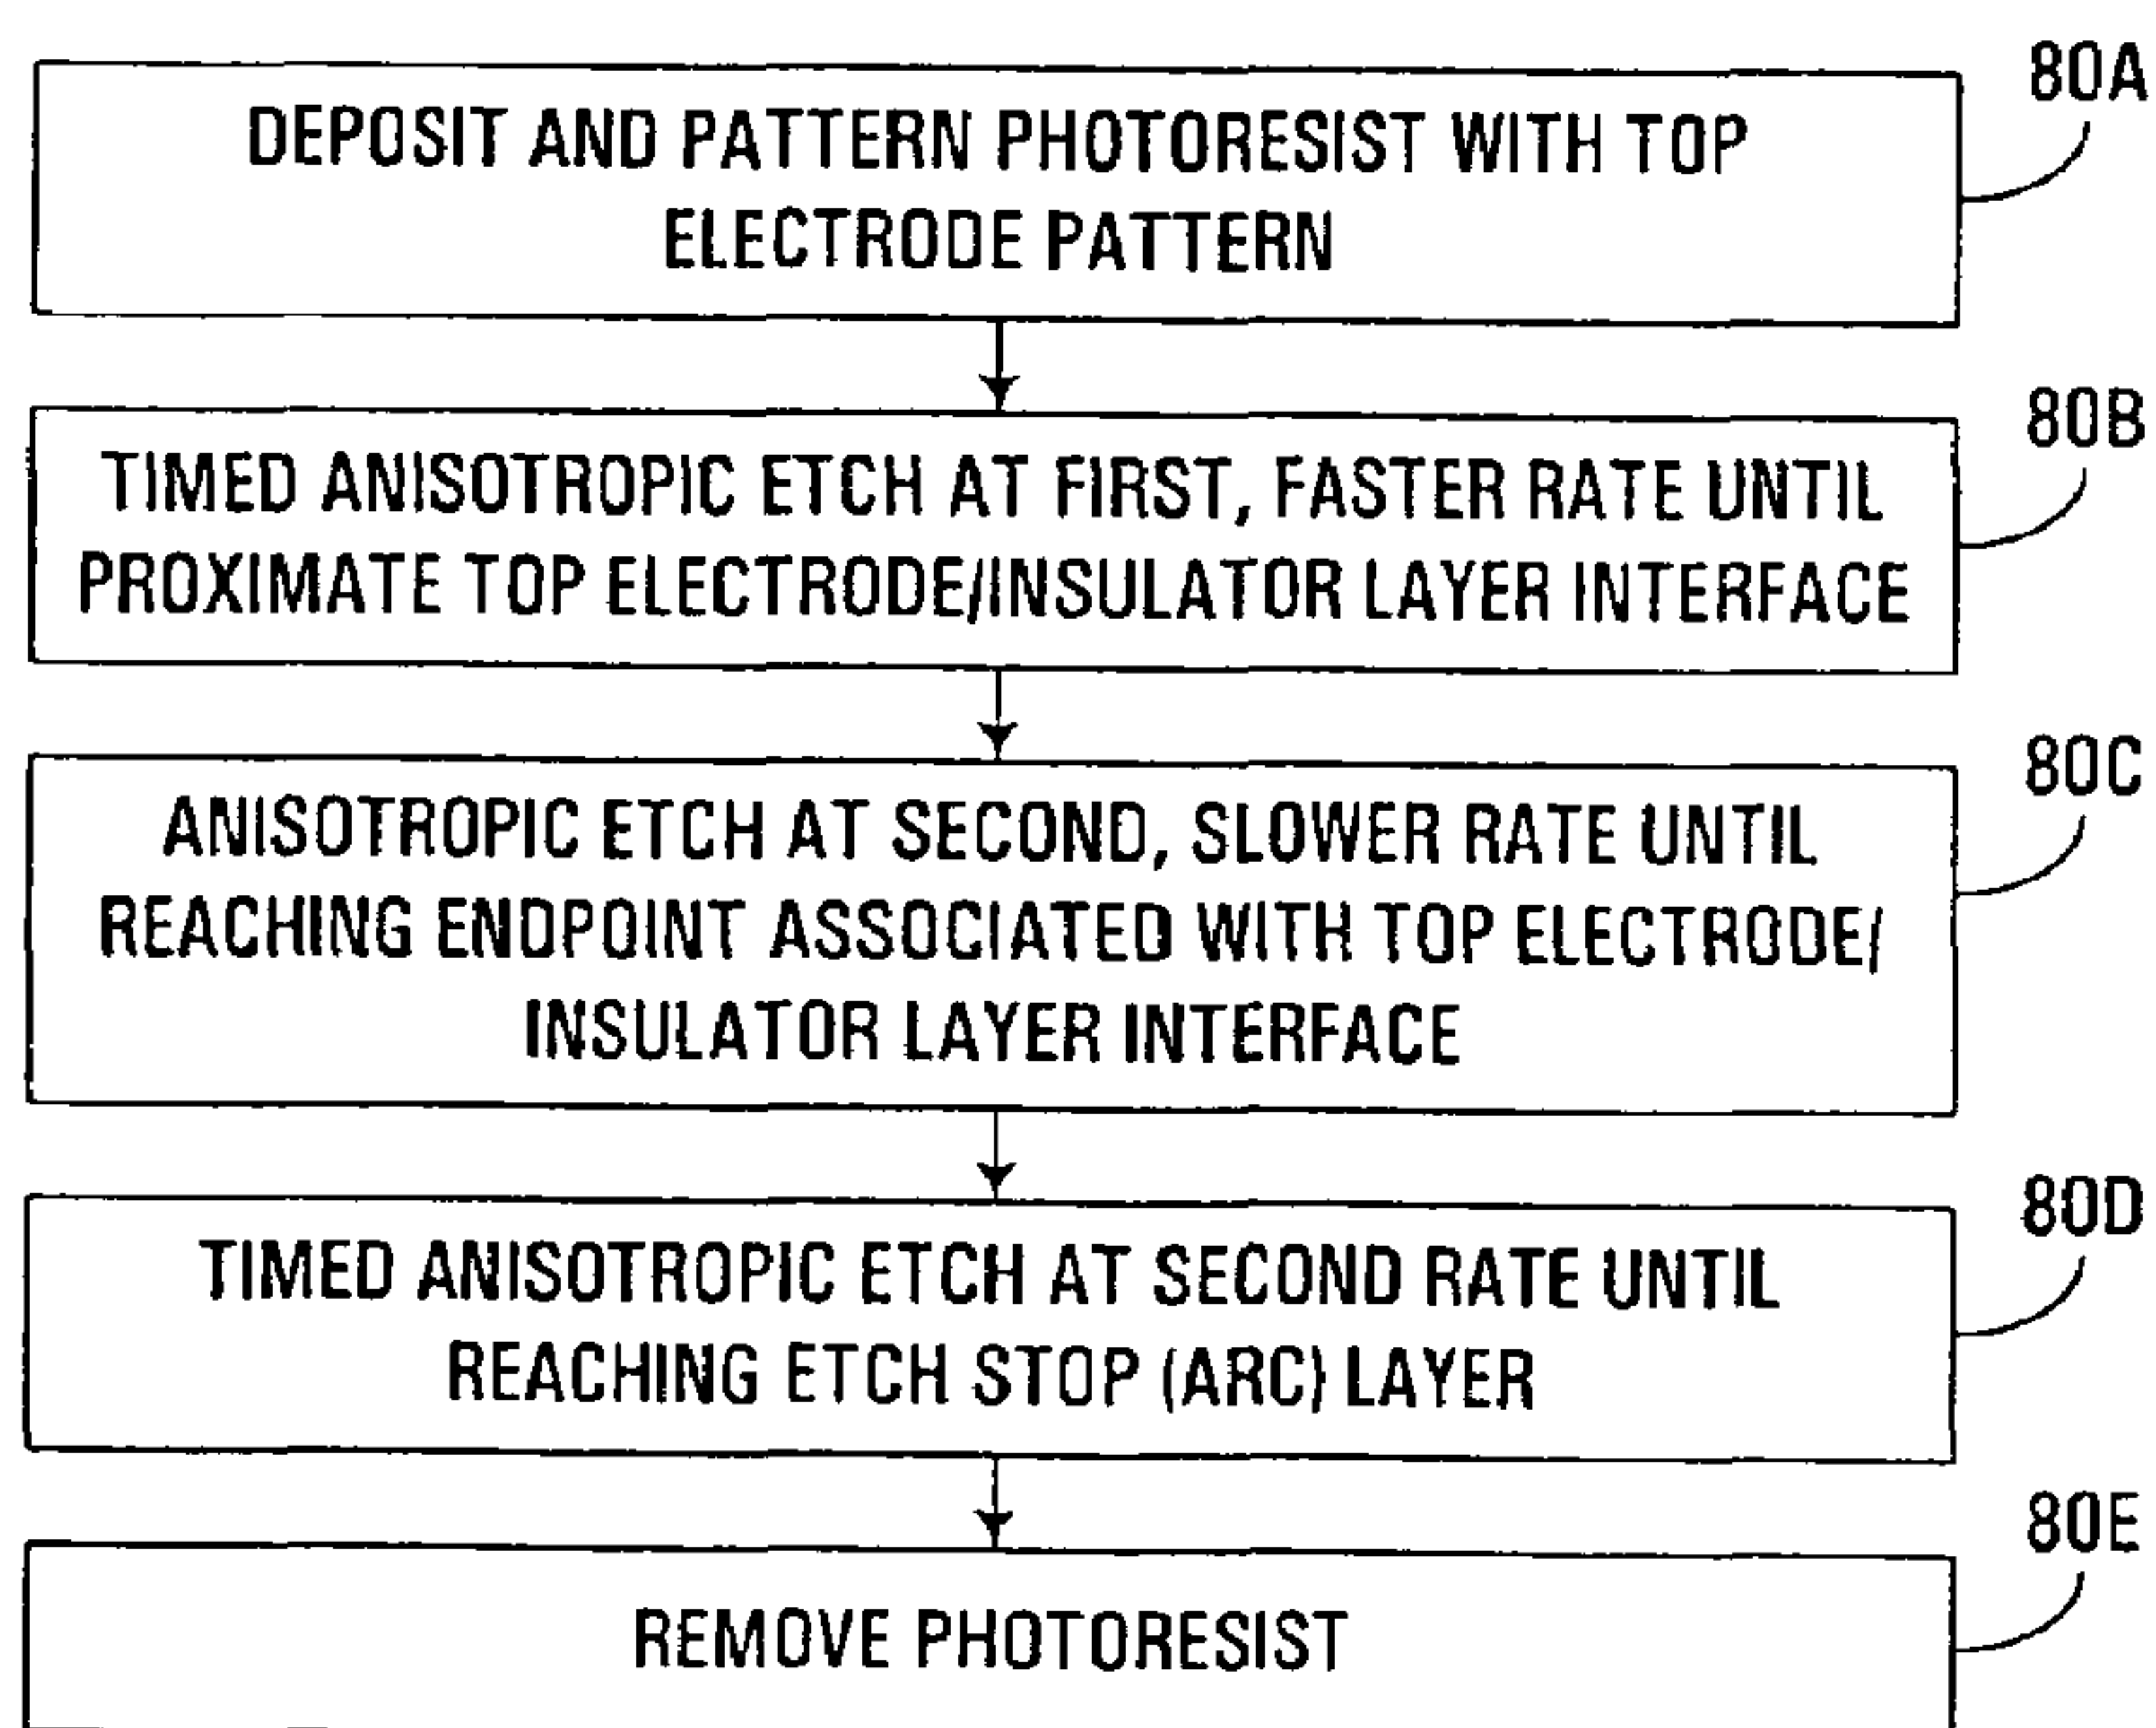 80A
DEPOSIT AND PATTERN PHOTORESIST WITH TOP
ELECTRODE PATTERN
80B
TIMED ANISOTROPIC ETCH AT FIRST, FASTER RATE UNTIL
PROXIMATE TOP ELECTRODE/INSULATOR LAYER INTERFACE
80C
ANISOTROPIC ETCH AT SECOND, SLOWER RATE UNTIL
REACHING ENDPOINT ASSOCIATED WITH TOP ELECTRODE/
INSULATOR LAYER INTERFACE
80D
TIMED ANISOTROPIC ETCH AT SECOND RATE UNTIL
REACHING ETCH STOP (ARC) LAYER
80E
REMOVE PHOTORESIST